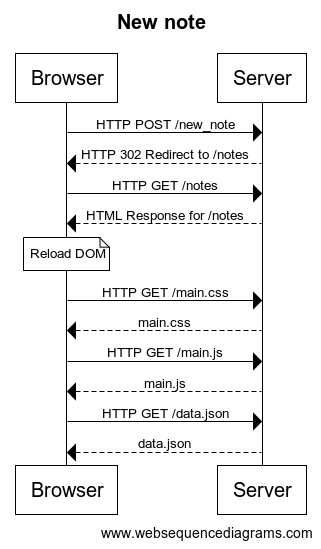 New note
Browser
Server
HTTP POST /new_note
HTTP 302 Redirect to /notes
HTTP GET /notes
HTML Response for /notes
Reload DOM
HTTP GET /main.css
main.css
HTTP GET /main.js
main.js
HTTP GET /data.json
data.json
Browser
Server
www.websequencediagrams.com